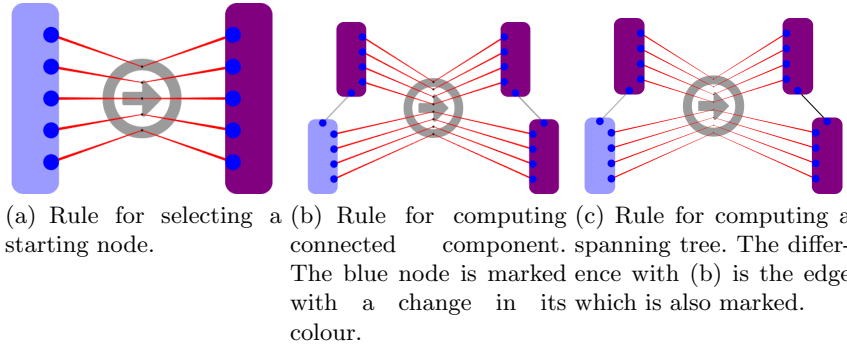 (a) Rule for selecting a
starting node.
(b) Rule for computing
connected component.
The blue node is marked
with a change in its
colour.
(c) Rule for computing a
spanning tree. The differ-
ence with (b) is the edge
which is also marked.